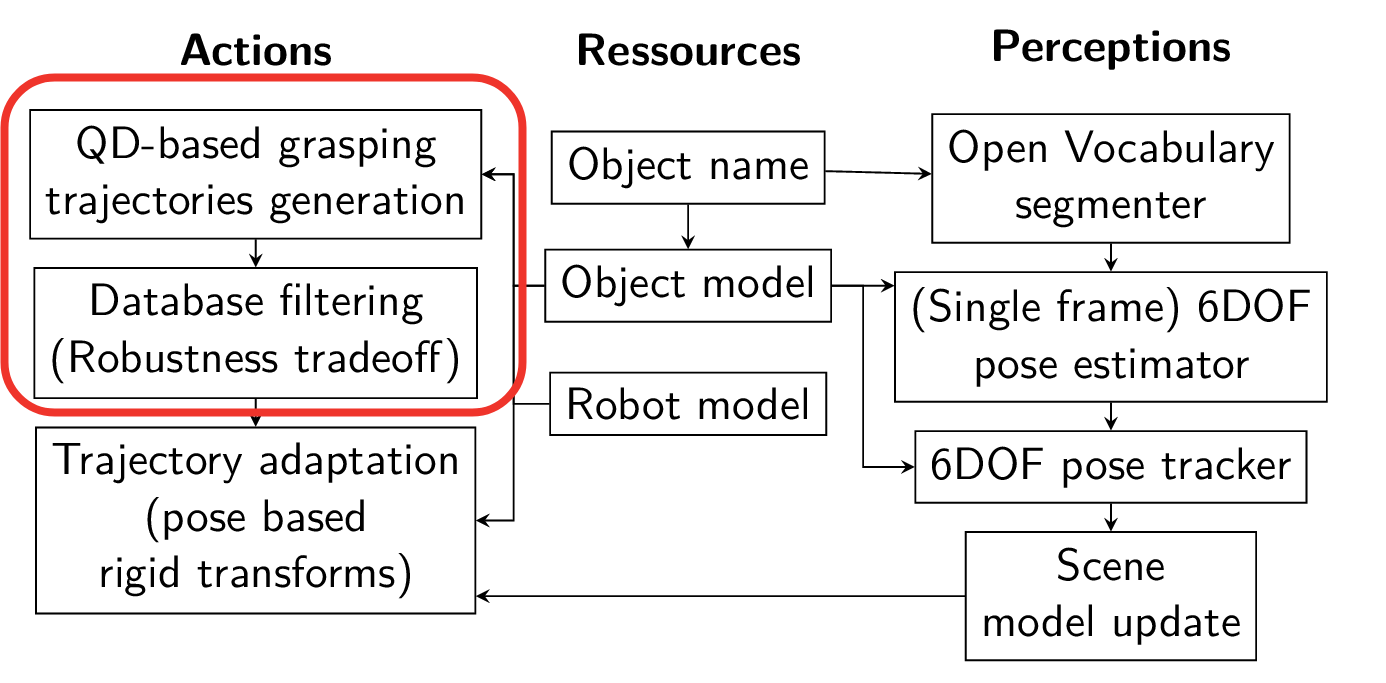 Actions
QD-based grasping
trajectories generation
Database filtering
(Robustness tradeoff)
Trajectory adaptation
(pose based
rigid transforms)
Ressources
Object name
Object model
Robot model
Perceptions
Open Vocabulary
segmenter
(Single frame) 6DOF
pose estimator
6DOF pose tracker
Scene
model update